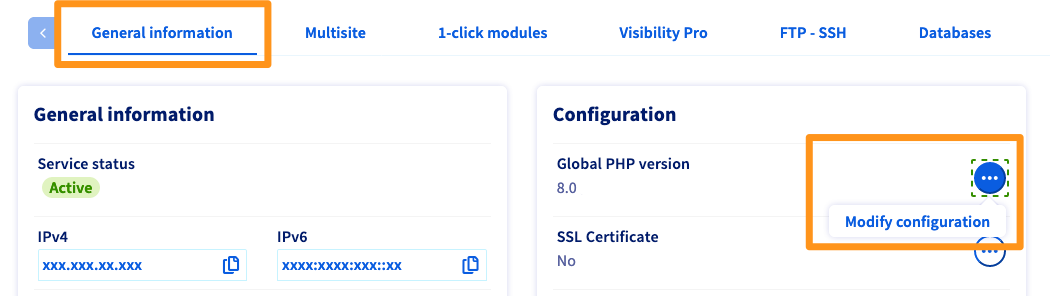 General information
Multisite
1-click modules
Visibility Pro
FTP - SSH
Databases
General information
Service status
Active
IPv4
IPv6
xxx.xxx.xx.xxx
xxxx:xxxx:xxx::xx
Configuration
Global PHP version
8.0
Modify configuration
SSL Certificate
No